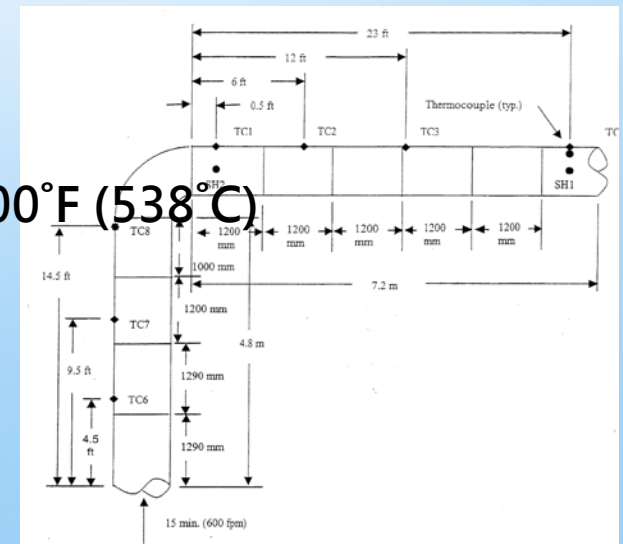 23 ft
12 ft
6 ft
0.5 ft
Thermocouple (typ.)
TC1
TC2
TC3
TC
SH2
SH1
00˚F (538˚C)
TC8
1200 mm
1200 mm
1200 mm
1200 mm
1200 mm
14.5 ft
1000 mm
7.2 m
1200 mm
TC7
4.8 m
9.5 ft
1290 mm
TC6
4.5 ft
1290 mm
15 min. (600 fpm)